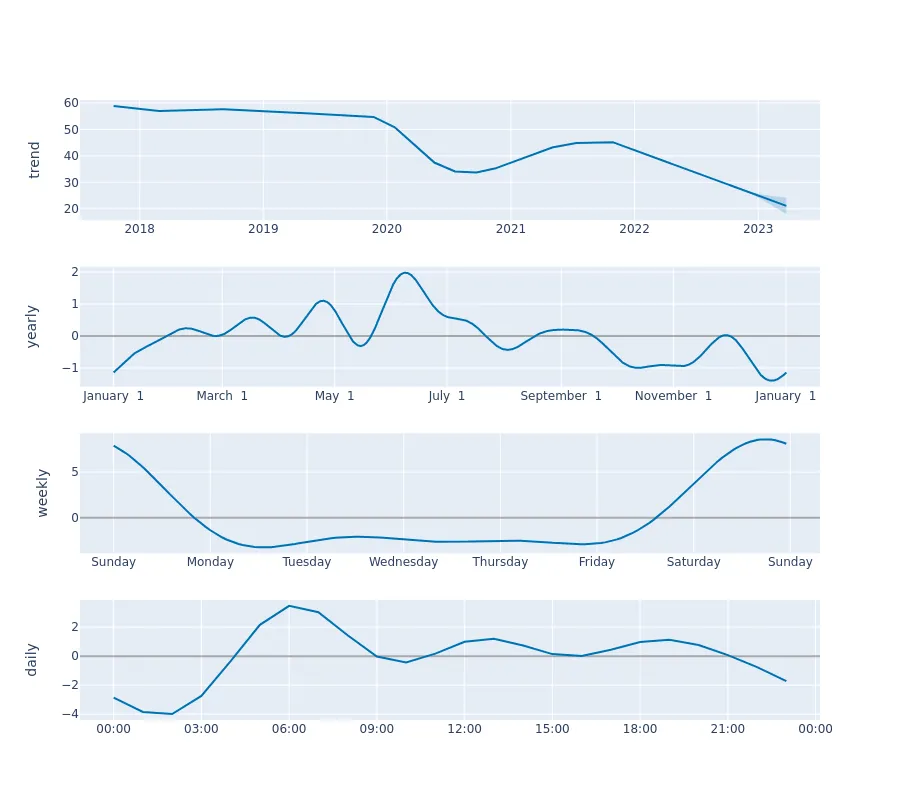 trend
60
50
40
30
20
2018 2019 2020 2021 2022 2023
yearly
2
1
0
−1
January 1 March 1 May 1 July 1 September 1 November 1 January 1
weekly
5
0
Sunday Monday Tuesday Wednesday Thursday Friday Saturday Sunday
daily
2
0
−2
−4
00:00 03:00 06:00 09:00 12:00 15:00 18:00 21:00 00:00